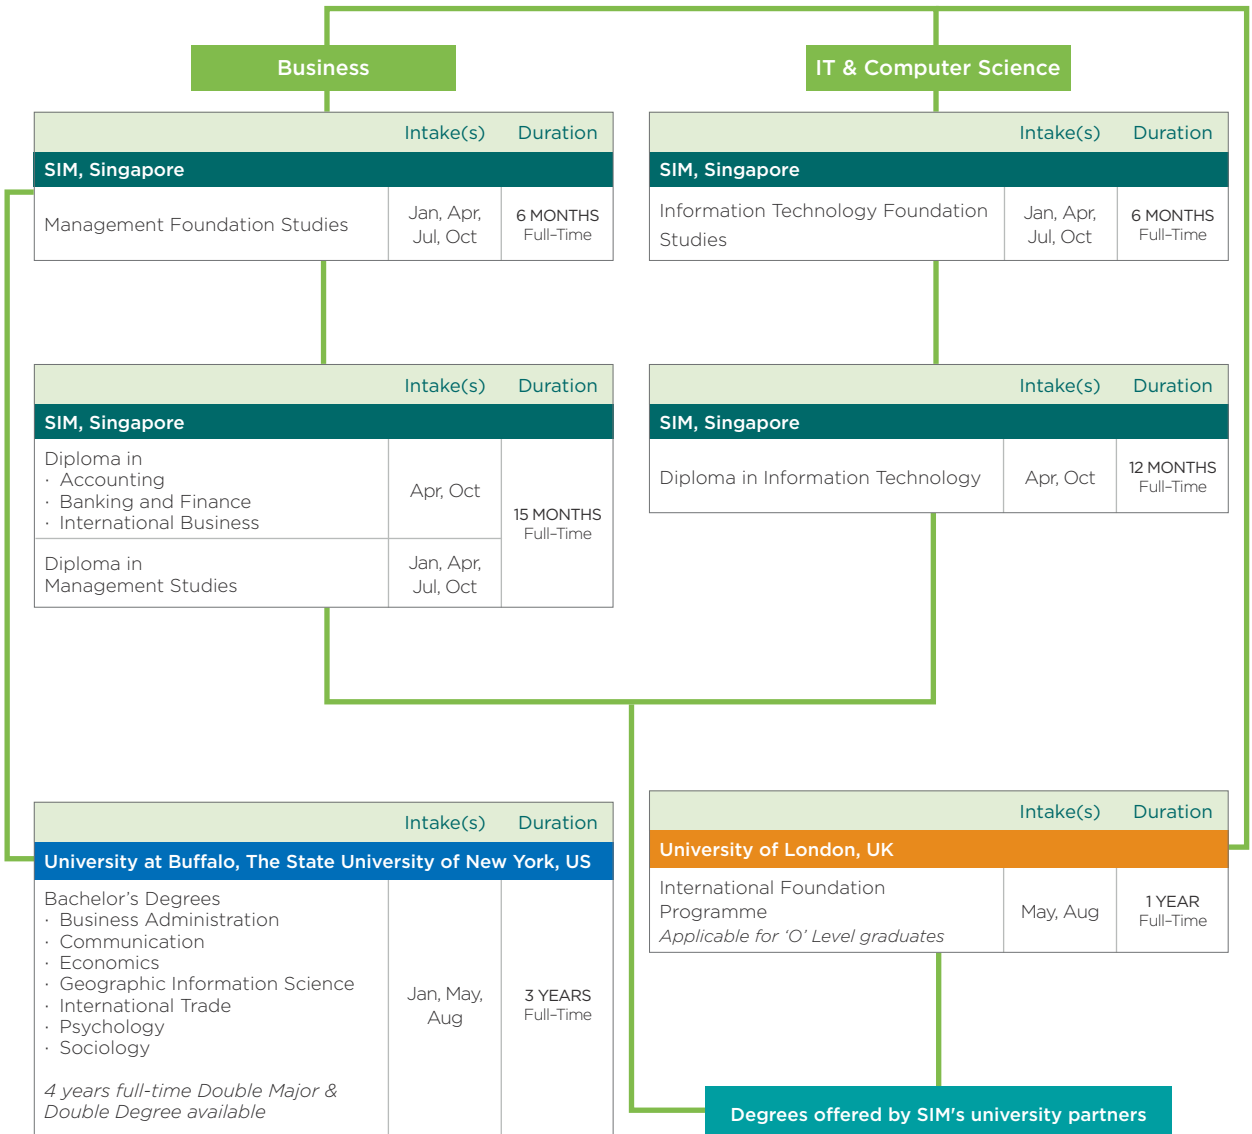 Business
Intake(s) Duration
SIM, Singapore
Management Foundation Studies
Jan, Apr,
Jul, Oct
6 MONTHS
Full–Time
Intake(s) Duration
SIM, Singapore
Diploma in
· Accounting
· Banking and Finance
· International Business
Apr, Oct
15 MONTHS
Full–Time
Diploma in
Management Studies
Jan, Apr,
Jul, Oct
IT & Computer Science
Intake(s) Duration
SIM, Singapore
Information Technology Foundation
Studies
Jan, Apr,
Jul, Oct
6 MONTHS
Full–Time
Intake(s) Duration
SIM, Singapore
Diploma in Information Technology
Apr, Oct
12 MONTHS
Full–Time
Intake(s) Duration
University at Buffalo, The State University of New York, US
Bachelor’s Degrees
· Business Administration
· Communication
· Economics
· Geographic Information Science
· International Trade
· Psychology
· Sociology
4 years full-time Double Major &
Double Degree available
Jan, May,
Aug
3 YEARS
Full–Time
Intake(s) Duration
University of London, UK
International Foundation
Programme
Applicable for ‘O’ Level graduates
May, Aug
1 YEAR
Full–Time
Degrees offered by SIM's university partners